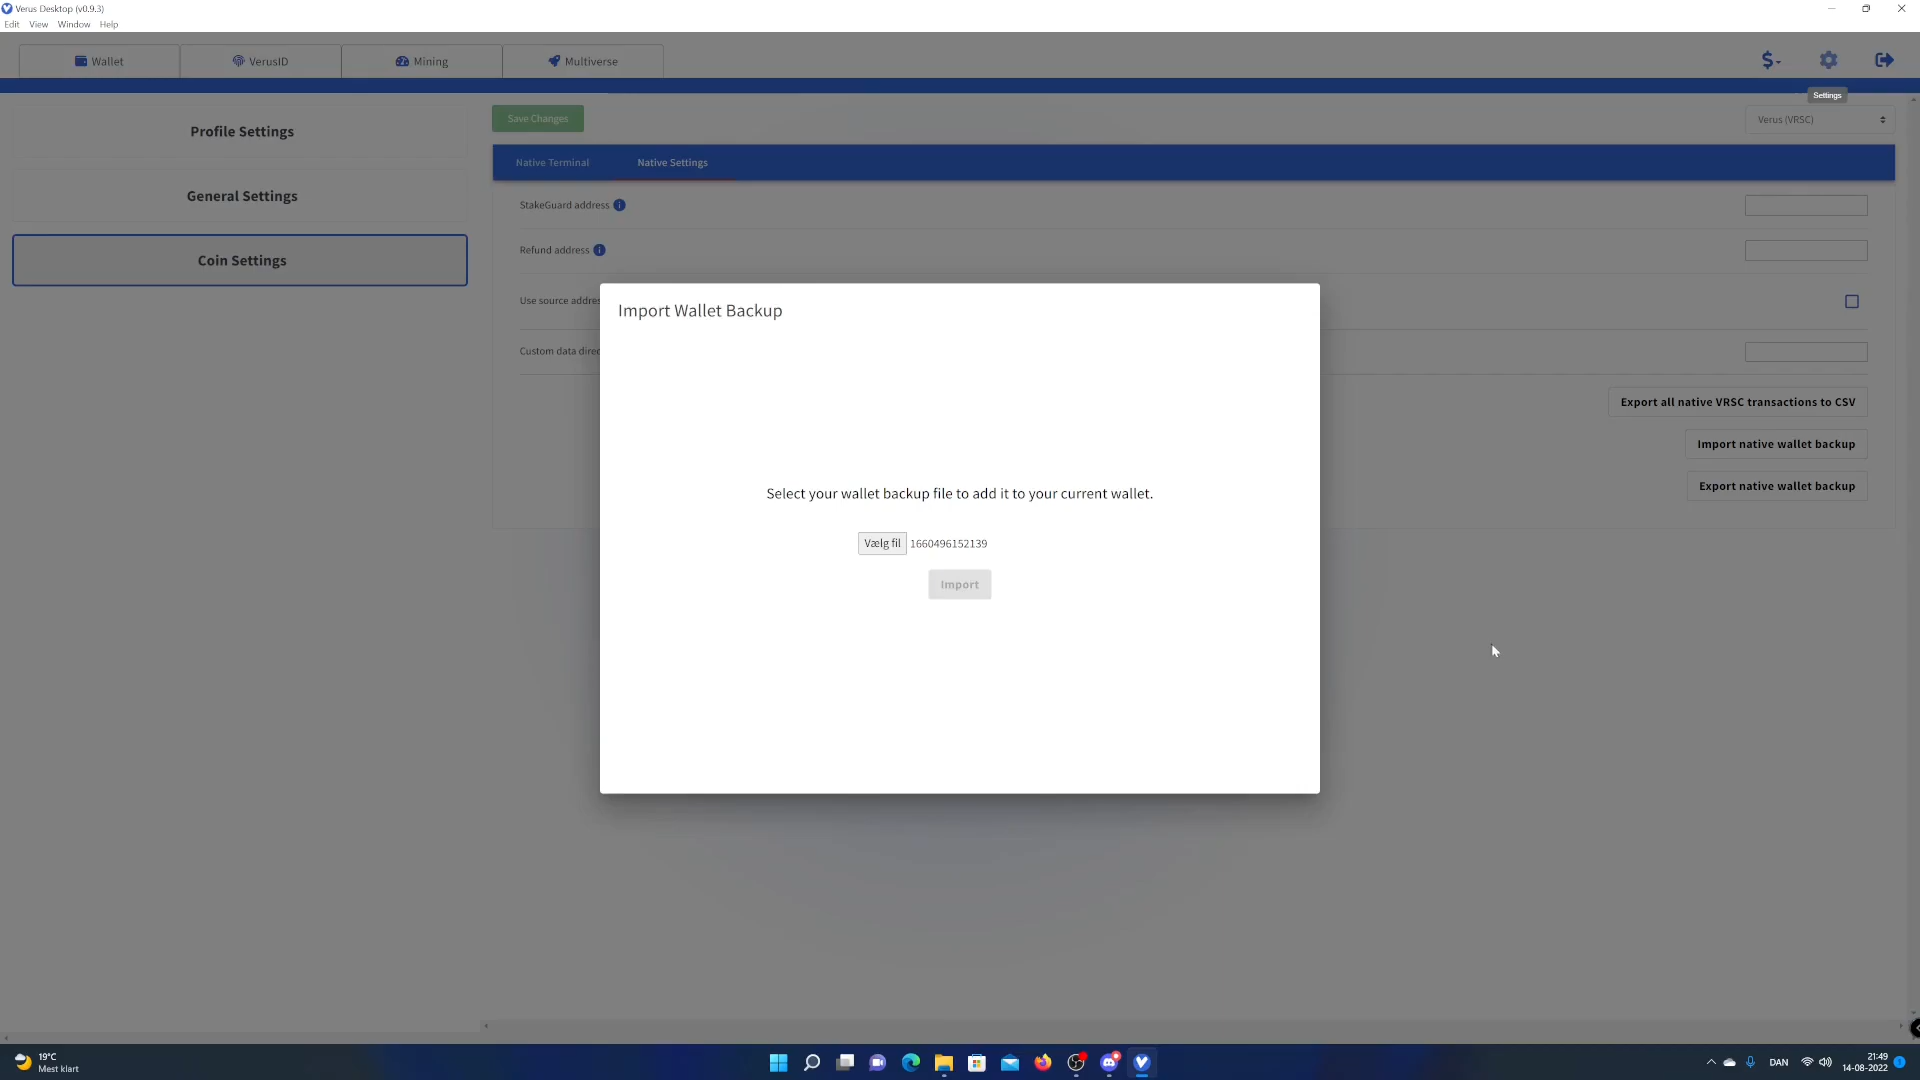 Verus Desktop (v0.9.3)
Edit View Window Help
Wallet
VerusID
Mining
Multiverse
$
Settings
Profile Settings
General Settings
Coin Settings
Save Changes
Verus (VRSC)
Native Terminal
Native Settings
StakeGuard address
Refund address
Use source addres
Custom data direc
Export all native VRSC transactions to CSV
Import native wallet backup
Export native wallet backup
Import Wallet Backup
Select your wallet backup file to add it to your current wallet.
Vælg fil 1660496152139
Import
19°C
Mest klart
DAN
21:49
14-08-2022
1